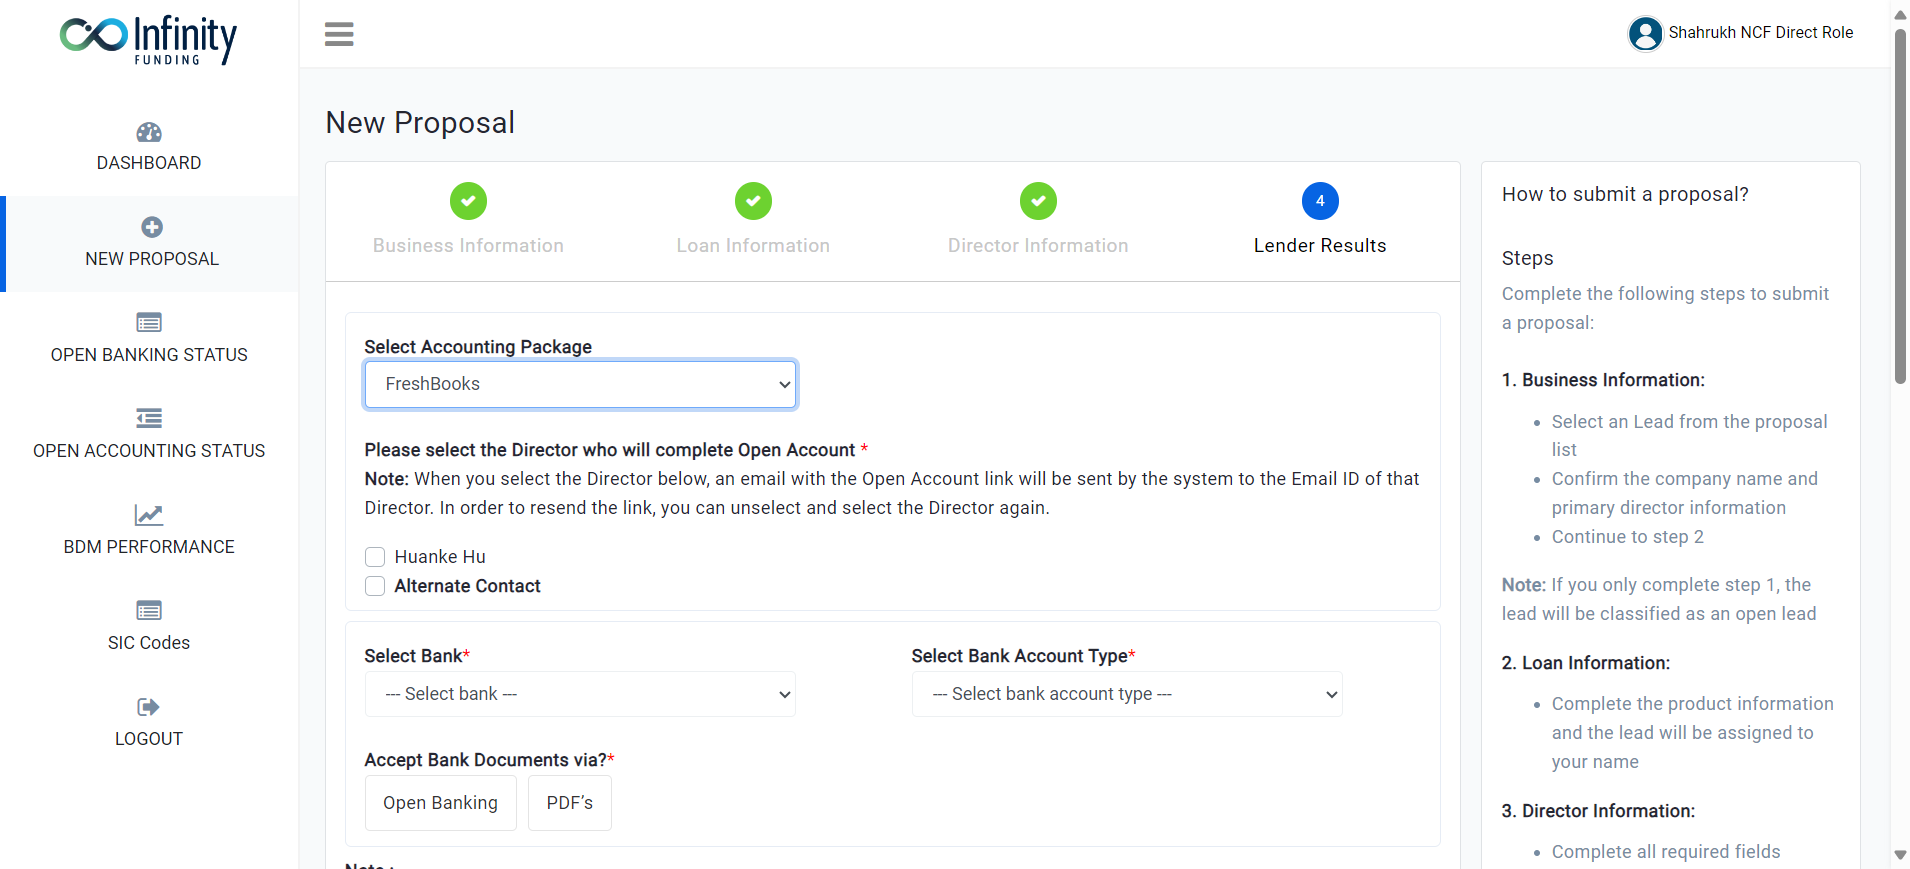 Infinity
FUNDING
Shahrukh NCF Direct Role
DASHBOARD
NEW PROPOSAL
OPEN BANKING STATUS
OPEN ACCOUNTING STATUS
BDM PERFORMANCE
SIC Codes
LOGOUT
New Proposal
4
Business Information
Loan Information
Director Information
Lender Results
Select Accounting Package
FreshBooks
Please select the Director who will complete Open Account *
Note: When you select the Director below, an email with the Open Account link will be sent by the system to the Email ID of that
Director. In order to resend the link, you can unselect and select the Director again.
Huanke Hu
Alternate Contact
Select Bank*
--- Select bank ---
Select Bank Account Type*
--- Select bank account type ---
Accept Bank Documents via?*
Open Banking
PDF’s
Note :
How to submit a proposal?
Steps
Complete the following steps to submit
a proposal:
1. Business Information:
• Select an Lead from the proposal
list
• Confirm the company name and
primary director information
• Continue to step 2
Note: If you only complete step 1, the
lead will be classified as an open lead
2. Loan Information:
• Complete the product information
and the lead will be assigned to
your name
3. Director Information:
• Complete all required fields